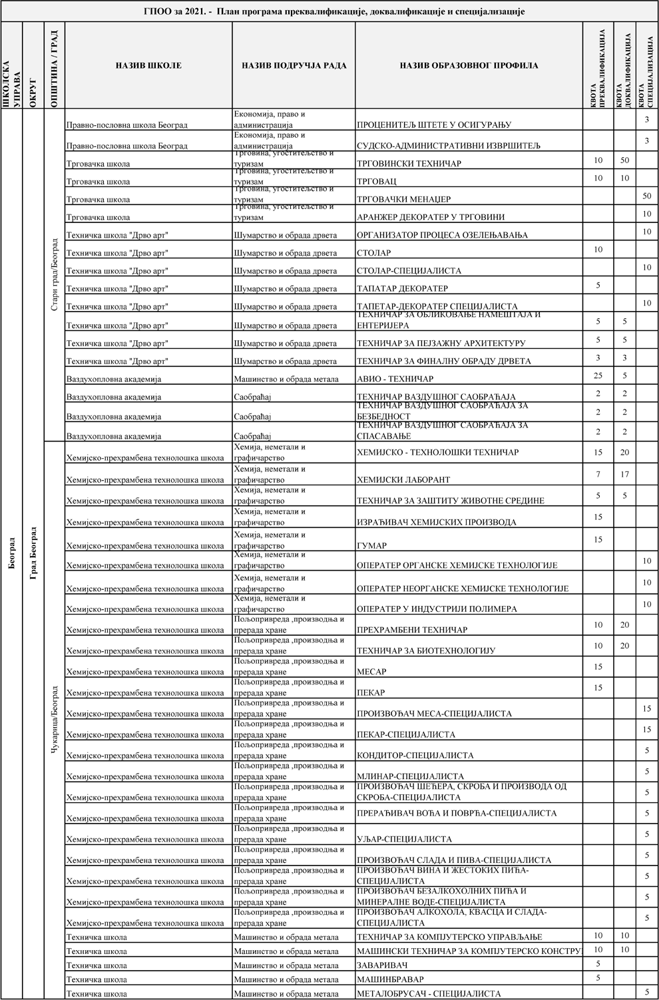 ГПОО за 2021. - План програма преквалификације, доквалификације и специјализације
ШКОЛСКА УПРАВА
ОКРУГ
ОПШТИНА / ГРАД
НАЗИВ ШКОЛЕ
НАЗИВ ПОДРУЧЈА РАДА
НАЗИВ ОБРАЗОВНОГ ПРОФИЛА
КВОТА ПРЕКВАЛИФИКАЦИЈА
КВОТА ДОКВАЛИФИКАЦИЈА
КВОТА СПЕЦИЈАЛИЗАЦИЈА
Београд
Град Београд
Стари град/Београд
Правно-пословна школа Београд Економија, право и администрација ПРОЦЕНИТЕЉ ШТЕТЕ У ОСИГУРАЊУ 3
Правно-пословна школа Београд Економија, право и администрација СУДСКО-АДМИНИСТРАТИВНИ ИЗВРШИТЕЉ 3
Трговачка школа Трговина, угоститељство и туризам ТРГОВИНСКИ ТЕХНИЧАР 10 50
Трговачка школа Трговина, угоститељство и туризам ТРГОВАЦ 10 10
Трговачка школа Трговина, угоститељство и туризам ТРГОВАЧКИ МЕНАЏЕР 50
Трговачка школа Трговина, угоститељство и туризам АРАНЖЕР ДЕКОРАТЕР У ТРГОВИНИ 10
Техничка школа "Дрво арт" Шумарство и обрада дрвета ОРГАНИЗАТОР ПРОЦЕСА ОЗЕЛЕЊАВАЊА 10
Техничка школа "Дрво арт" Шумарство и обрада дрвета СТОЛАР 10
Техничка школа "Дрво арт" Шумарство и обрада дрвета СТОЛАР-СПЕЦИЈАЛИСТА 10
Техничка школа "Дрво арт" Шумарство и обрада дрвета ТАПАТАР ДЕКОРАТЕР 5
Техничка школа "Дрво арт" Шумарство и обрада дрвета ТАПЕТАР-ДЕКОРАТЕР СПЕЦИЈАЛИСТА 10
Техничка школа "Дрво арт" Шумарство и обрада дрвета ТЕХНИЧАР ЗА ОБЛИКОВАЊЕ НАМЕШТАЈА И ЕНТЕРИЈЕРА 5 5
Техничка школа "Дрво арт" Шумарство и обрада дрвета ТЕХНИЧАР ЗА ПЕЈЗАЖНУ АРХИТЕКТУРУ 5 5
Техничка школа "Дрво арт" Шумарство и обрада дрвета ТЕХНИЧАР ЗА ФИНАЛНУ ОБРАДУ ДРВЕТА 3 3
Ваздухопловна академија Машинство и обрада метала АВИО - ТЕХНИЧАР 25 5
Ваздухопловна академија Саобраћај ТЕХНИЧАР ВАЗДУШНОГ САОБРАЋАЈА 2 2
Ваздухопловна академија Саобраћај ТЕХНИЧАР ВАЗДУШНОГ САОБРАЋАЈА ЗА БЕЗБЕДНОСТ 2 2
Ваздухопловна академија Саобраћај ТЕХНИЧАР ВАЗДУШНОГ САОБРАЋАЈА ЗА СПАСАВАЊЕ 2 2
Чукарица/Београд
Хемијско-прехрамбена технолошка школа Хемија, неметали и графичарство ХЕМИЈСКО - ТЕХНОЛОШКИ ТЕХНИЧАР 15 20
Хемијско-прехрамбена технолошка школа Хемија, неметали и графичарство ХЕМИЈСКИ ЛАБОРАНТ 7 17
Хемијско-прехрамбена технолошка школа Хемија, неметали и графичарство ТЕХНИЧАР ЗА ЗАШТИТУ ЖИВОТНЕ СРЕДИНЕ 5 5
Хемијско-прехрамбена технолошка школа Хемија, неметали и графичарство ИЗРАЂИВАЧ ХЕМИЈСКИХ ПРОИЗВОДА 15
Хемијско-прехрамбена технолошка школа Хемија, неметали и графичарство ГУМАР 15
Хемијско-прехрамбена технолошка школа Хемија, неметали и графичарство ОПЕРАТЕР ОРГАНСКЕ ХЕМИЈСКЕ ТЕХНОЛОГИЈЕ 10
Хемијско-прехрамбена технолошка школа Хемија, неметали и графичарство ОПЕРАТЕР НЕОРГАНСКЕ ХЕМИЈСКЕ ТЕХНОЛОГИЈЕ 10
Хемијско-прехрамбена технолошка школа Хемија, неметали и графичарство ОПЕРАТЕР У ИНДУСТРИЈИ ПОЛИМЕРА 10
Хемијско-прехрамбена технолошка школа Пољопривреда ,производња и прерада хране ПРЕХРАМБЕНИ ТЕХНИЧАР 10 20
Хемијско-прехрамбена технолошка школа Пољопривреда ,производња и прерада хране ТЕХНИЧАР ЗА БИОТЕХНОЛОГИЈУ 10 20
Хемијско-прехрамбена технолошка школа Пољопривреда ,производња и прерада хране МЕСАР 15
Хемијско-прехрамбена технолошка школа Пољопривреда ,производња и прерада хране ПЕКАР 15
Хемијско-прехрамбена технолошка школа Пољопривреда ,производња и прерада хране ПРОИЗВОЂАЧ МЕСА-СПЕЦИЈАЛИСТА 15
Хемијско-прехрамбена технолошка школа Пољопривреда ,производња и прерада хране ПЕКАР-СПЕЦИЈАЛИСТА 15
Хемијско-прехрамбена технолошка школа Пољопривреда ,производња и прерада хране КОНДИТОР-СПЕЦИЈАЛИСТА 5
Хемијско-прехрамбена технолошка школа Пољопривреда ,производња и прерада хране МЛИНАР-СПЕЦИЈАЛИСТА 5
Хемијско-прехрамбена технолошка школа Пољопривреда ,производња и прерада хране ПРОИЗВОЂАЧ ШЕЋЕРА, СКРОБА И ПРОИЗВОДА ОД СКРОБА-СПЕЦИЈАЛИСТА 5
Хемијско-прехрамбена технолошка школа Пољопривреда ,производња и прерада хране ПРЕРАЂИВАЧ ВОЋА И ПОВРЋА-СПЕЦИЈАЛИСТА 5
Хемијско-прехрамбена технолошка школа Пољопривреда ,производња и прерада хране УЉАР-СПЕЦИЈАЛИСТА 5
Хемијско-прехрамбена технолошка школа Пољопривреда ,производња и прерада хране ПРОИЗВОЂАЧ СЛАДА И ПИВА-СПЕЦИЈАЛИСТА 5
Хемијско-прехрамбена технолошка школа Пољопривреда ,производња и прерада хране ПРОИЗВОЂАЧ ВИНА И ЖЕСТОКИХ ПИЋА-СПЕЦИЈАЛИСТА 5
Хемијско-прехрамбена технолошка школа Пољопривреда ,производња и прерада хране ПРОИЗВОЂАЧ БЕЗАЛКОХОЛНИХ ПИЋА И МИНЕРАЛНЕ ВОДЕ-СПЕЦИЈАЛИСТА 5
Хемијско-прехрамбена технолошка школа Пољопривреда ,производња и прерада хране ПРОИЗВОЂАЧ АЛКОХОЛА, КВАСЦА И СЛАДА-СПЕЦИЈАЛИСТА 5
Техничка школа Машинство и обрада метала ТЕХНИЧАР ЗА КОМПЈУТЕРСКО УПРАВЉАЊЕ 10 10
Техничка школа Машинство и обрада метала МАШИНСКИ ТЕХНИЧАР ЗА КОМПЈУТЕРСКО КОНСТРУ 10 10
Техничка школа Машинство и обрада метала ЗАВАРИВАЧ 5
Техничка школа Машинство и обрада метала МАШИНБРАВАР 5
Техничка школа Машинство и обрада метала МЕТАЛОБРУСАЧ - СПЕЦИЈАЛИСТА 5